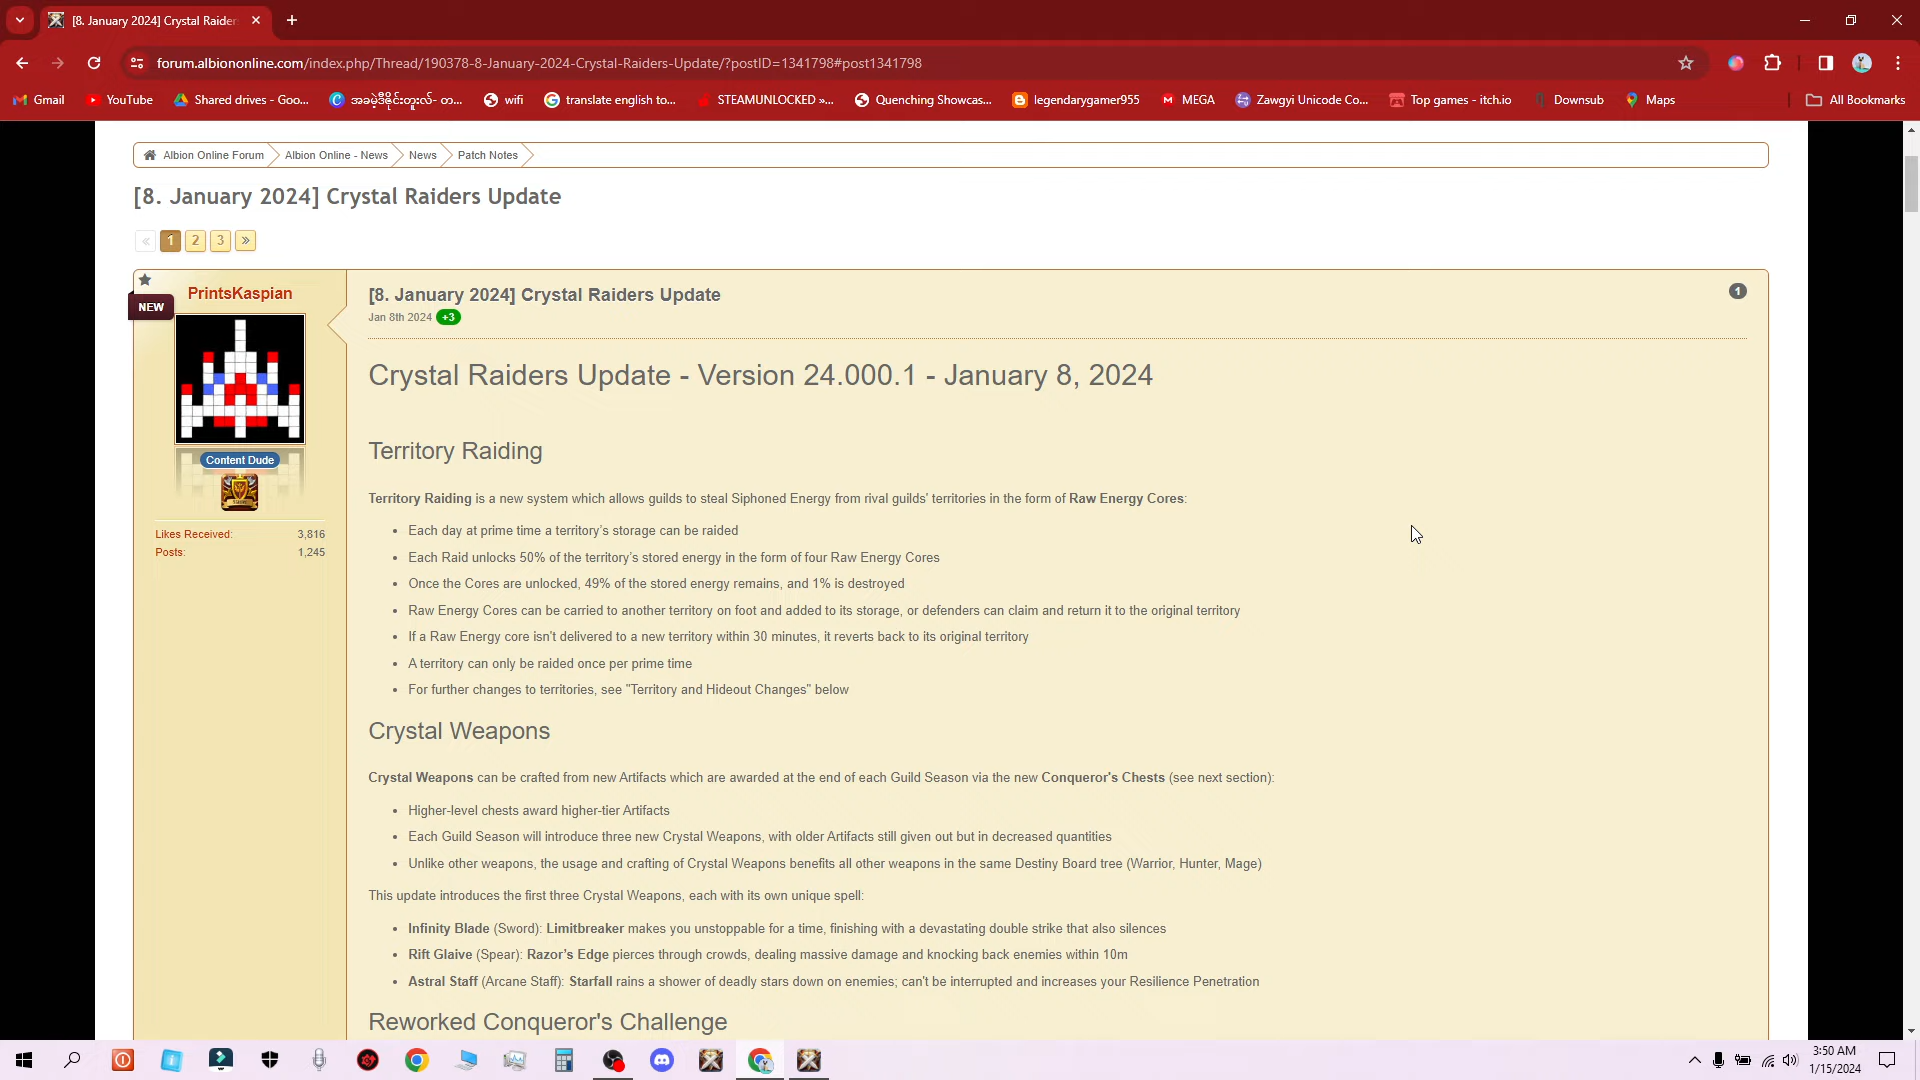 [8. January 2024] Crystal Raider
forum.albiononline.com/index.php/Thread/190378-8-January-2024-Crystal-Raiders-Update/?postID=1341798#post1341798
Gmail
YouTube
Shared drives - Goo...
wifi
translate english to...
STEAMUNLOCKED »...
Quenching Showcas...
legendarygamer955
MEGA
Zawgyi Unicode Co...
Top games - itch.io
Downsub
Maps
All Bookmarks
Albion Online Forum
Albion Online - News
News
Patch Notes
[8. January 2024] Crystal Raiders Update
« 1 2 3 »
NEW
PrintsKaspian
Content Dude
Likes Received: 3,816
Posts: 1,245
[8. January 2024] Crystal Raiders Update
1
Jan 8th 2024 +3
Crystal Raiders Update - Version 24.000.1 - January 8, 2024
Territory Raiding
Territory Raiding is a new system which allows guilds to steal Siphoned Energy from rival guilds' territories in the form of Raw Energy Cores:
• Each day at prime time a territory's storage can be raided
• Each Raid unlocks 50% of the territory's stored energy in the form of four Raw Energy Cores
• Once the Cores are unlocked, 49% of the stored energy remains, and 1% is destroyed
• Raw Energy Cores can be carried to another territory on foot and added to its storage, or defenders can claim and return it to the original territory
• If a Raw Energy core isn't delivered to a new territory within 30 minutes, it reverts back to its original territory
• A territory can only be raided once per prime time
• For further changes to territories, see "Territory and Hideout Changes" below
Crystal Weapons
Crystal Weapons can be crafted from new Artifacts which are awarded at the end of each Guild Season via the new Conqueror's Chests (see next section):
• Higher-level chests award higher-tier Artifacts
• Each Guild Season will introduce three new Crystal Weapons, with older Artifacts still given out but in decreased quantities
• Unlike other weapons, the usage and crafting of Crystal Weapons benefits all other weapons in the same Destiny Board tree (Warrior, Hunter, Mage)
This update introduces the first three Crystal Weapons, each with its own unique spell:
• Infinity Blade (Sword): Limitbreaker makes you unstoppable for a time, finishing with a devastating double strike that also silences
• Rift Glaive (Spear): Razor's Edge pierces through crowds, dealing massive damage and knocking back enemies within 10m
• Astral Staff (Arcane Staff): Starfall rains a shower of deadly stars down on enemies; can't be interrupted and increases your Resilience Penetration
Reworked Conqueror's Challenge
3:50 AM
1/15/2024